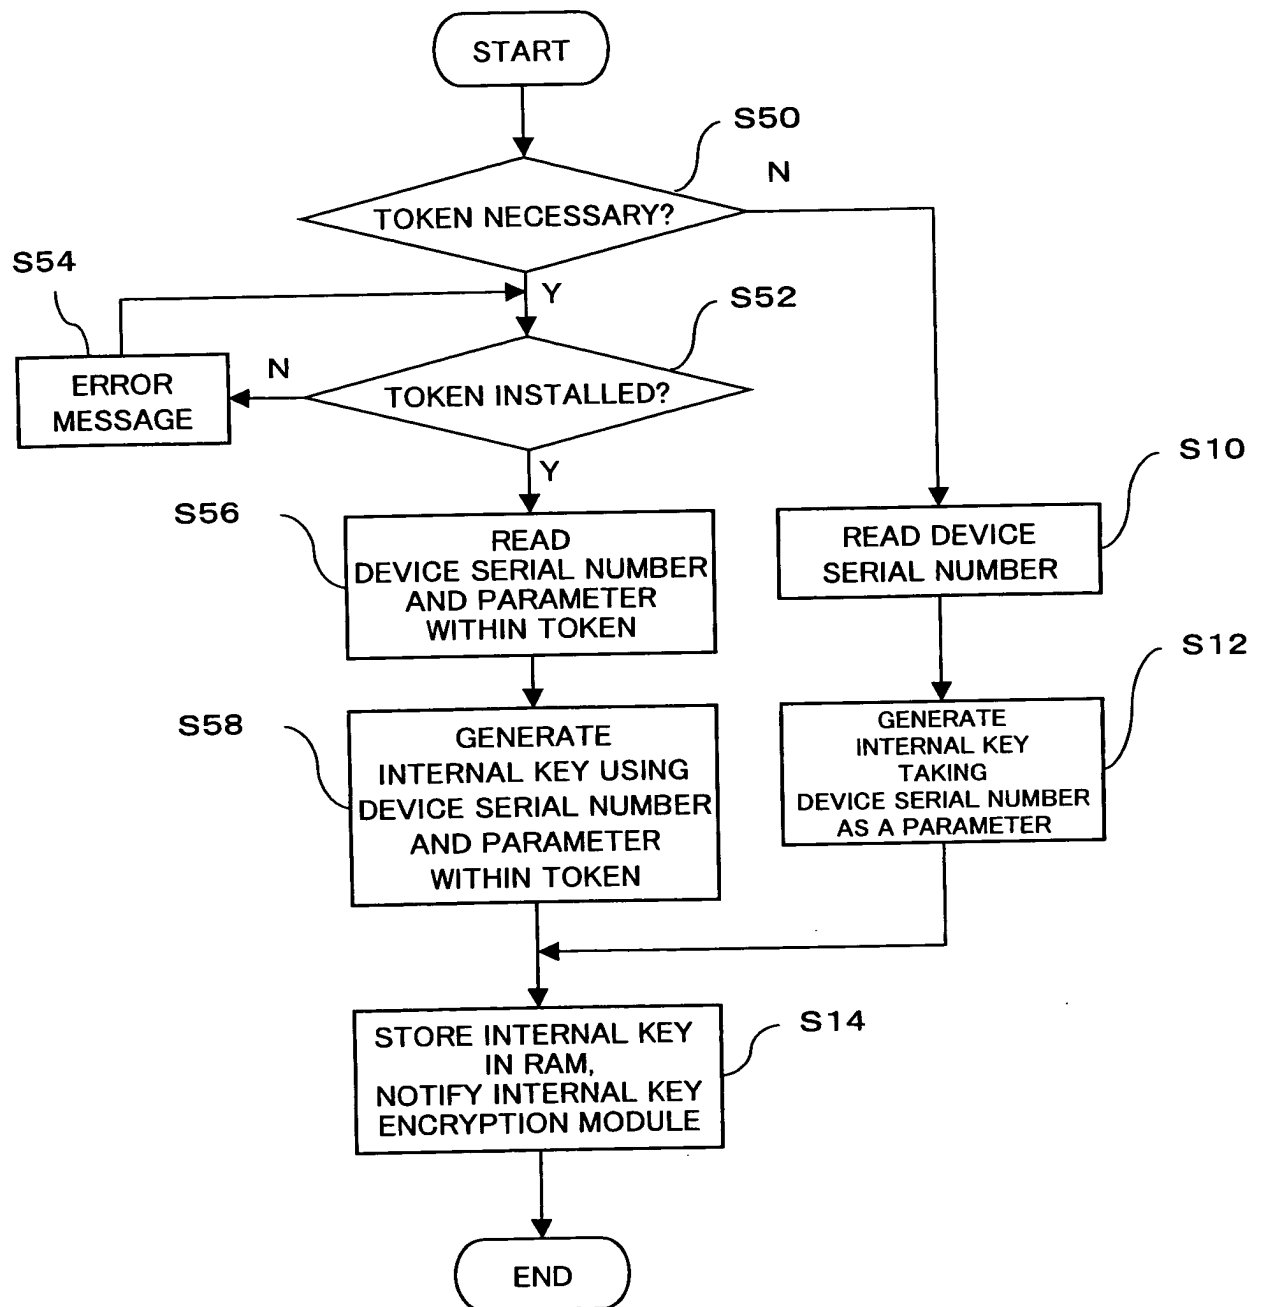 START
S50
N
TOKEN NECESSARY?
S54
Y
S52
ERROR
MESSAGE
N
TOKEN INSTALLED?
Y
S10
S56
READ
DEVICE SERIAL NUMBER
AND PARAMETER
WITHIN TOKEN
READ DEVICE
SERIAL NUMBER
S12
S58
GENERATE
INTERNAL KEY USING
DEVICE SERIAL NUMBER
AND PARAMETER
WITHIN TOKEN
GENERATE
INTERNAL KEY
TAKING
DEVICE SERIAL NUMBER
AS A PARAMETER
S14
STORE INTERNAL KEY
IN RAM,
NOTIFY INTERNAL KEY
ENCRYPTION MODULE
END